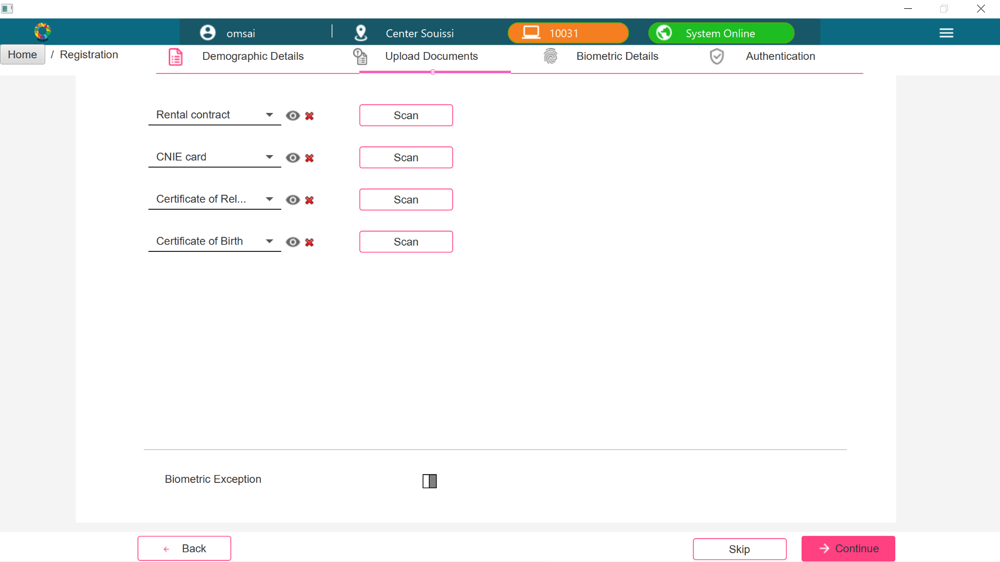 omsai
Center Souissi
10031
System Online
Home / Registration
Demographic Details
Upload Documents
Biometric Details
Authentication
Rental contract
Scan
CNIE card
Scan
Certificate of Rel...
Scan
Certificate of Birth
Scan
Biometric Exception
Back
Skip
Continue